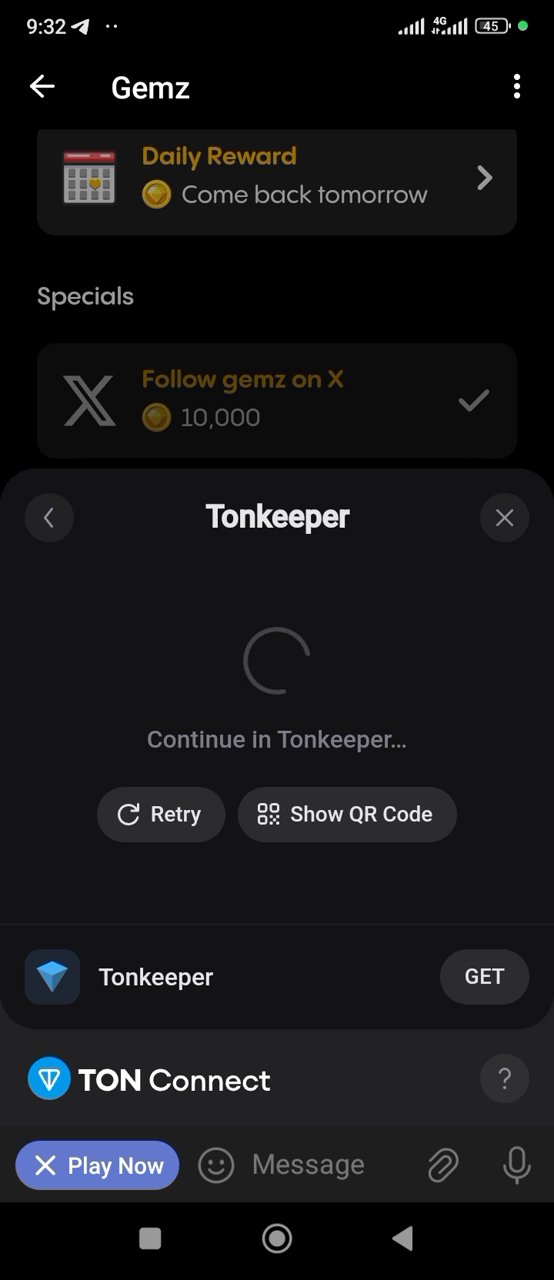 9:32
4G
45
Gemz
Daily Reward
Come back tomorrow
Specials
Follow gemz on X
10,000
Tonkeeper
Continue in Tonkeeper...
Retry
Show QR Code
Tonkeeper
GET
TON Connect
?
Play Now
Message